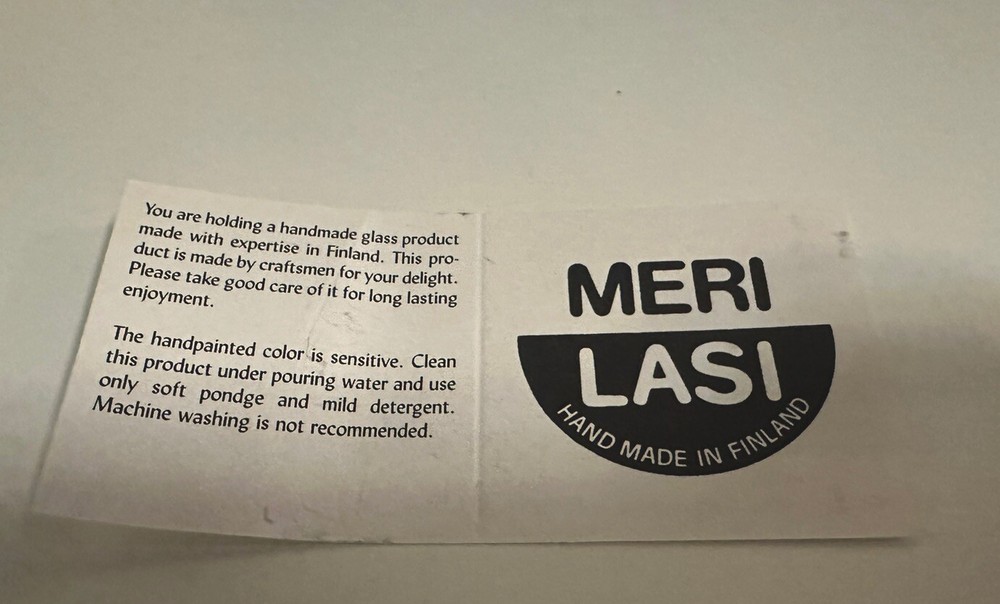 You are holding a handmade glass product
made with expertise in Finland. This pro-
duct is made by craftsmen for your delight.
Please take good care of it for long lasting
enjoyment.
The handpainted color is sensitive. Clean
this product under pouring water and use
only soft pondge and mild detergent.
Machine washing is not recommended.
MERI
LASI
HAND MADE IN FINLAND